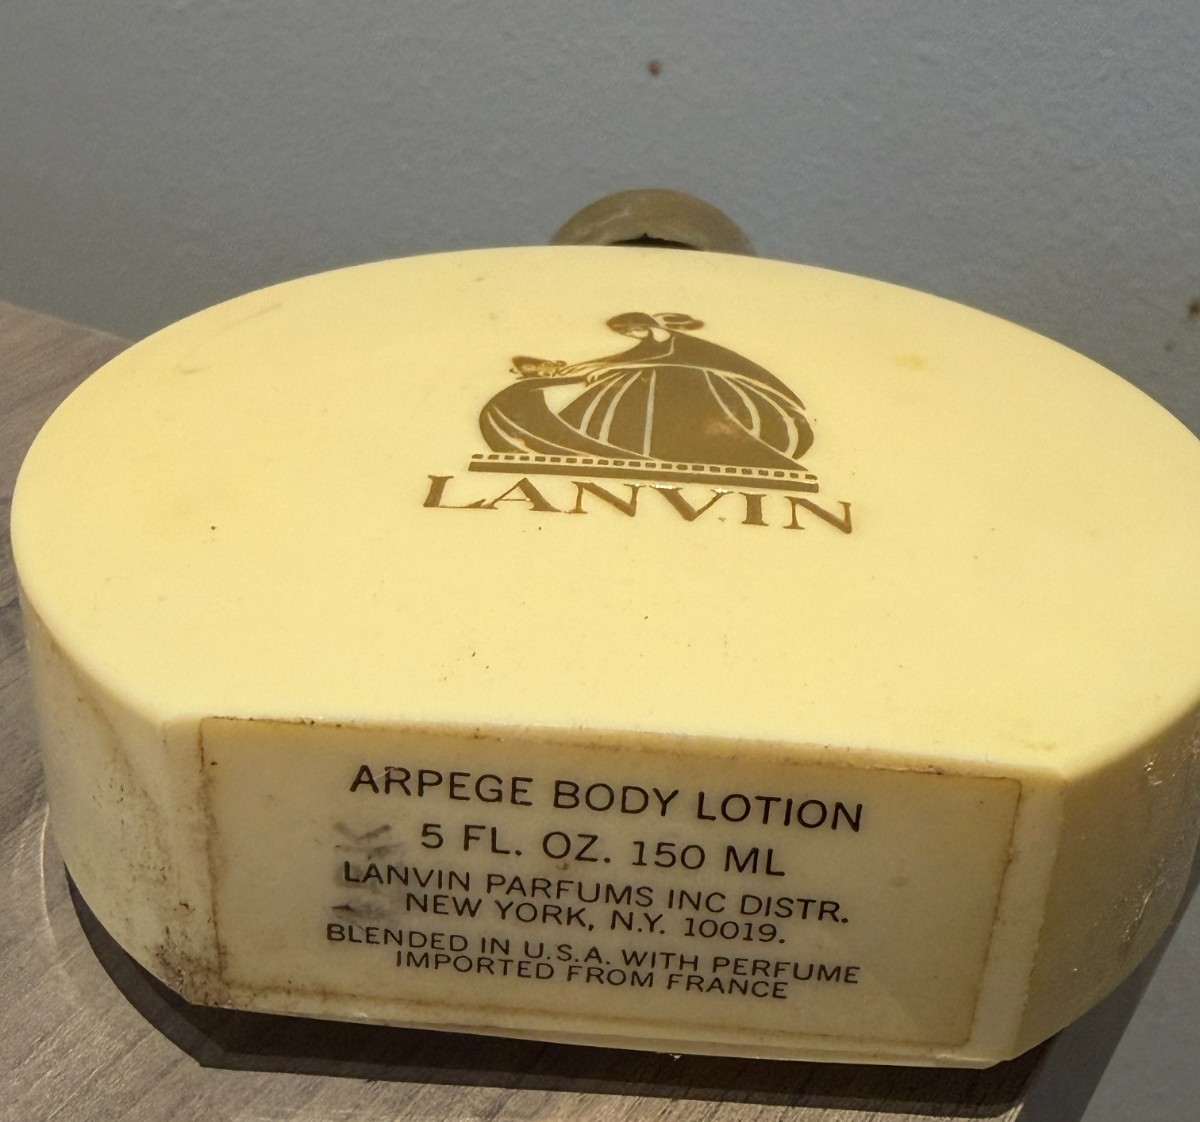 LANVIN
ARPEGE BODY LOTION
5 FL. OZ. 150 ML
LANVIN PARFUMS INC DISTR.
NEW YORK, N.Y. 10019.
BLENDED IN U.S.A. WITH PERFUME
IMPORTED FROM FRANCE